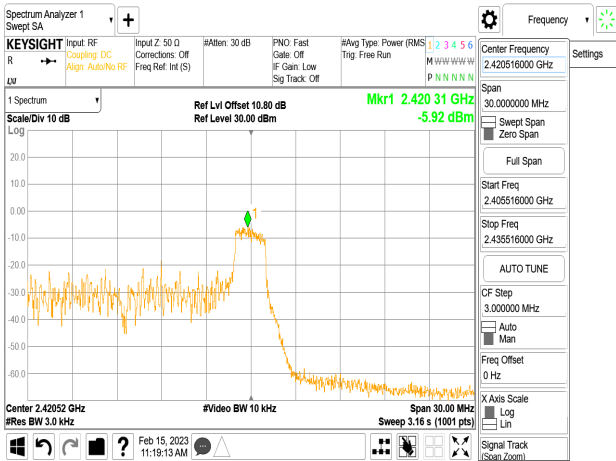 Spectrum Analyzer 1
Swept SA
Frequency
KEYSIGHT
R
Input: RF
Coupling: DC
Align: Auto/No RF
Input Z: 50 Ω
Corrections: Off
Freq Ref: Int (S)
#Atten: 30 dB
PNO: Fast
Gate: Off
IF Gain: Low
Sig Track: Off
#Avg Type: Power (RMS
Trig: Free Run
1 2 3 4 5 6
M W W W W W
P N N N N N
1 Spectrum
Scale/Div 10 dB
Log
Ref Lvl Offset 10.80 dB
Ref Level 30.00 dBm
Mkr1 2.420 31 GHz
-5.92 dBm
1
20.0
10.0
0.00
-10.0
-20.0
-30.0
-40.0
-50.0
-60.0
Center 2.42052 GHz
#Res BW 3.0 kHz
#Video BW 10 kHz
Span 30.00 MHz
Sweep 3.16 s (1001 pts)
Feb 15, 2023
11:19:13 AM
Center Frequency
2.420516000 GHz
Settings
Span
30.0000000 MHz
Swept Span
Zero Span
Full Span
Start Freq
2.405516000 GHz
Stop Freq
2.435516000 GHz
AUTO TUNE
CF Step
3.000000 MHz
Auto
Man
Freq Offset
0 Hz
X Axis Scale
Log
Lin
Signal Track
(Span Zoom)